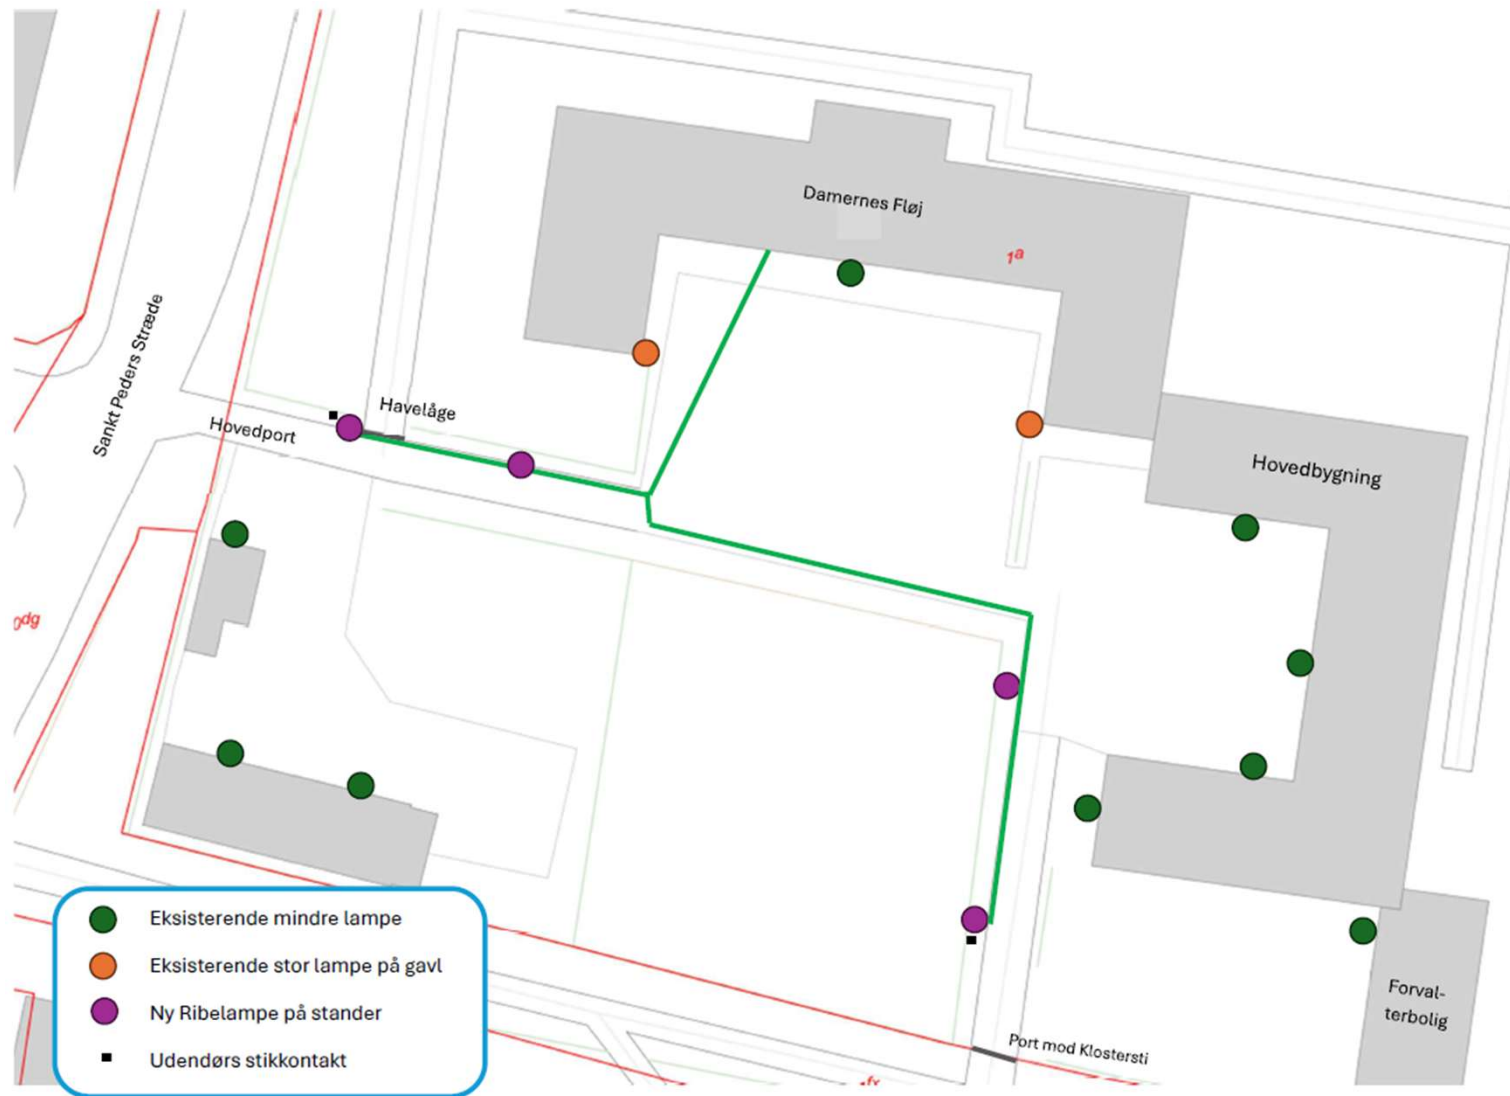 Damernes Fløj
1a
Sankt Peders Stræde
Havelåge
Hovedport
Hovedbygning
0dg
Eksisterende mindre lampe
Eksisterende stor lampe på gavl
Ny Ribelampe på stander
Udendørs stikkontakt
Forval-
terbolig
Port mod Klostersti